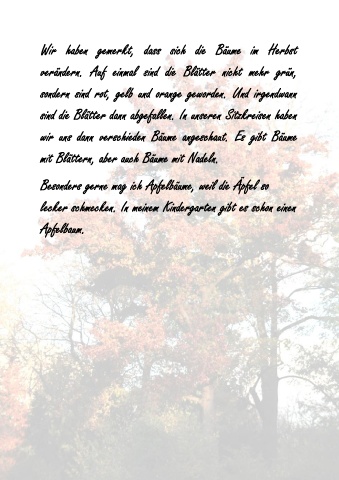 Wir haben gemerkt, dass sich die Bäume im Herbst
verändern. Auf einmal sind die Blätter nicht mehr grün,
sondern sind rot, gelb und orange geworden. Und irgendwann
sind die Blätter dann abgefallen. In unseren Sitzkreisen haben
wir uns dann verschieden Bäume angeschaut. Es gibt Bäume
mit Blättern, aber auch Bäume mit Nadeln.
Besonders gerne mag ich Apfelbäume, weil die Äpfel so
lecker schmecken. In meinem Kindergarten gibt es schon einen
Apfelbaum.